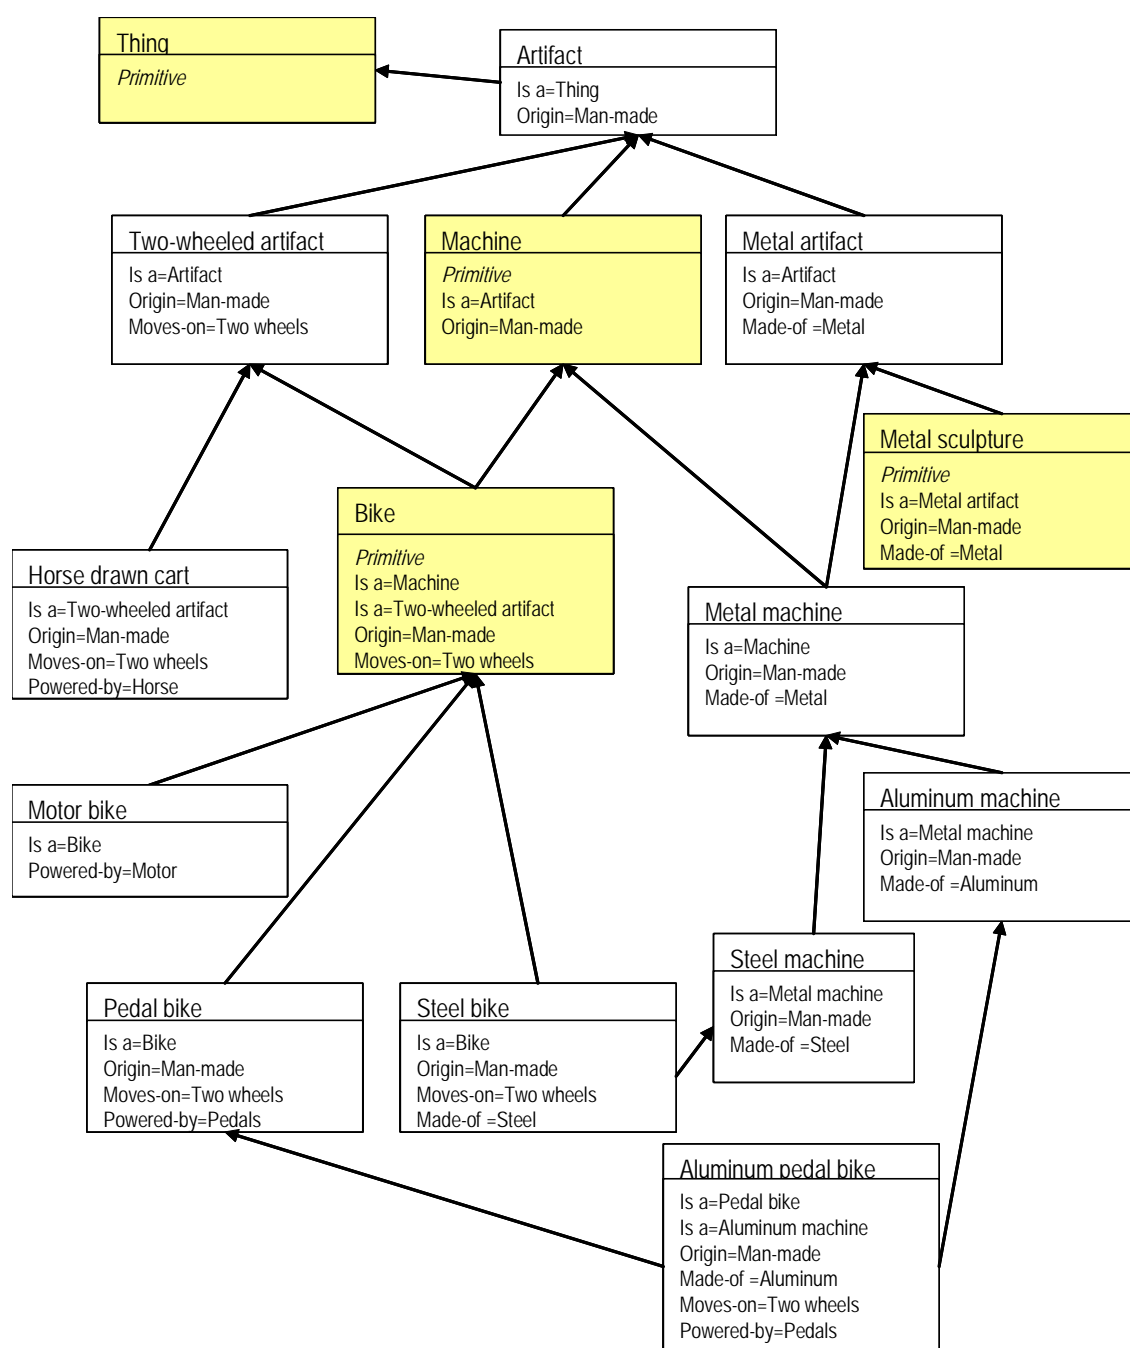 Thing
Primitive
Artifact
Is a=Thing
Origin=Man-made
Two-wheeled artifact
Is a=Artifact
Origin=Man-made
Moves-on=Two wheels
Machine
Primitive
Is a=Artifact
Origin=Man-made
Metal artifact
Is a=Artifact
Origin=Man-made
Made-of =Metal
Metal sculpture
Primitive
Is a=Metal artifact
Origin=Man-made
Made-of =Metal
Bike
Primitive
Is a=Machine
Is a=Two-wheeled artifact
Origin=Man-made
Moves-on=Two wheels
Horse drawn cart
Is a=Two-wheeled artifact
Origin=Man-made
Moves-on=Two wheels
Powered-by=Horse
Metal machine
Is a=Machine
Origin=Man-made
Made-of =Metal
Motor bike
Is a=Bike
Powered-by=Motor
Aluminum machine
Is a=Metal machine
Origin=Man-made
Made-of =Aluminum
Steel machine
Is a=Metal machine
Origin=Man-made
Made-of =Steel
Pedal bike
Is a=Bike
Origin=Man-made
Moves-on=Two wheels
Powered-by=Pedals
Steel bike
Is a=Bike
Origin=Man-made
Moves-on=Two wheels
Made-of =Steel
Aluminum pedal bike
Is a=Pedal bike
Is a=Aluminum machine
Origin=Man-made
Made-of =Aluminum
Moves-on=Two wheels
Powered-by=Pedals